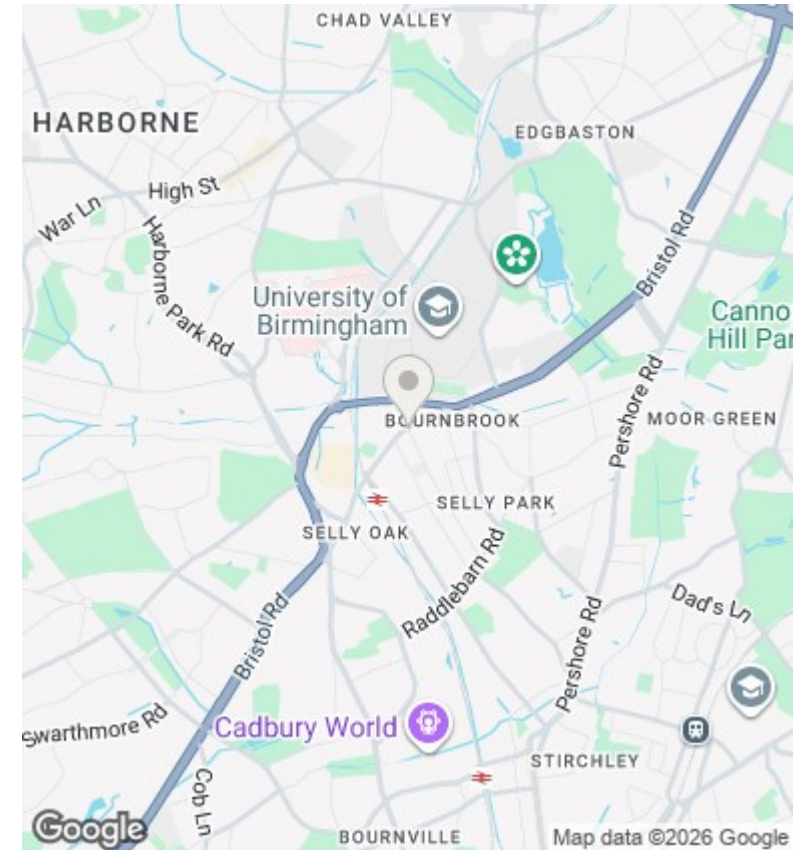 CHAD VALLEY
HARBORNE
EDGBASTON
High St
War Ln
Harborne Park Rd
Bristol Rd
University of
Birmingham
Canno
Hill Par
Pershore Rd
BOURNBROOK
MOOR GREEN
SELLY PARK
SELLY OAK
Raddlebarn Rd
Dad's Ln
Bristol Rd
Pershore Rd
Swarthmore Rd
Cadbury World
Cob Ln
STIRCHLEY
Google
BOURNVILLE
Map data ©2026 Google